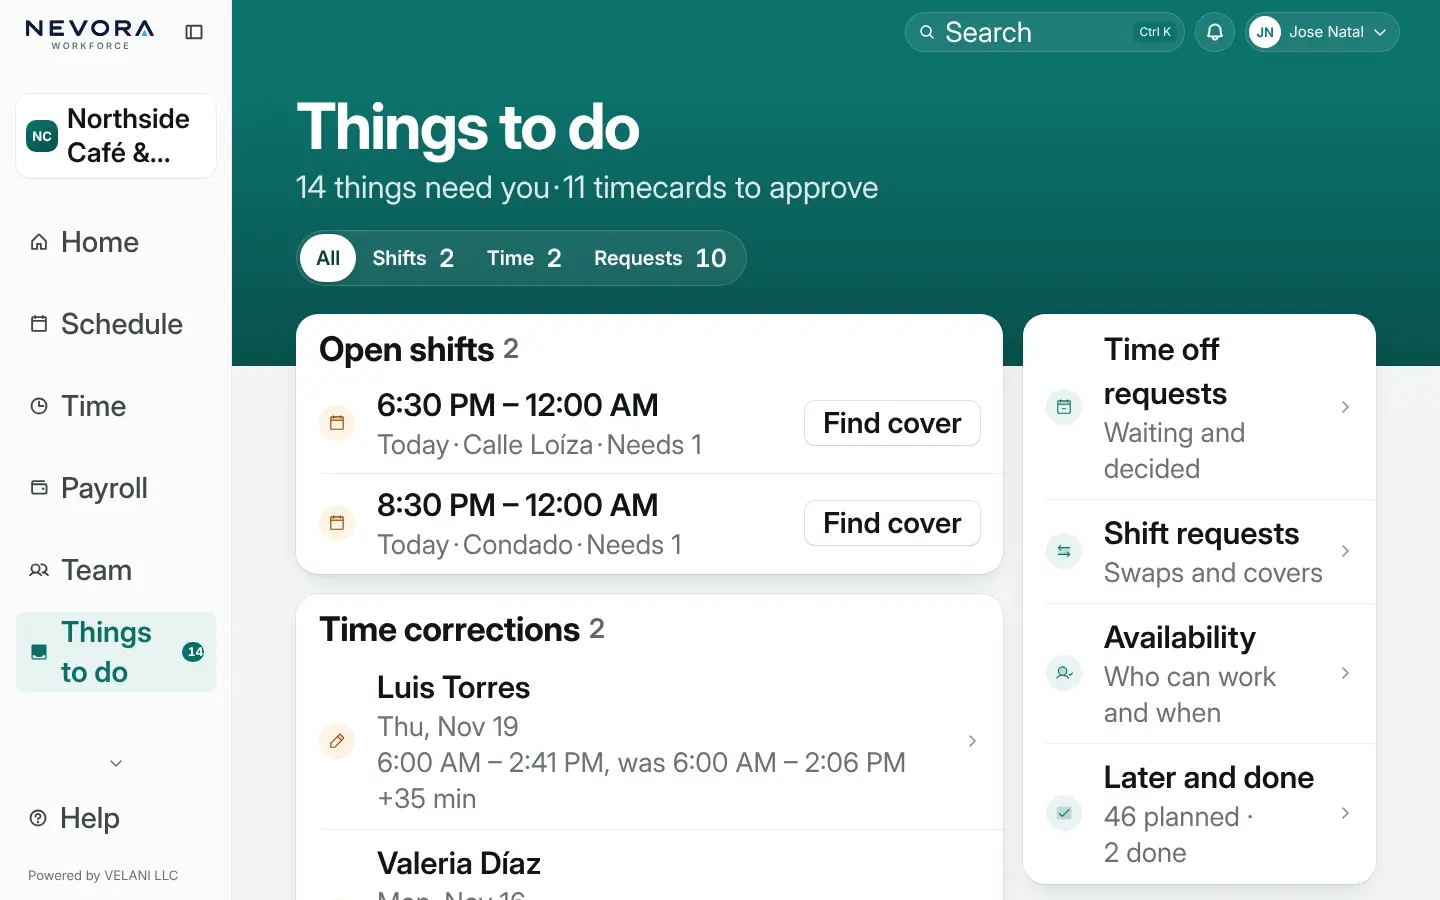 NEVORA
WORKFORCE
Search
Ctrl K
JN
Jose Natal
NC
Northside
Café &...
Home
Schedule
Time
Payroll
Team
Things
to do
14
Help
Powered by VELANI LLC
Things to do
14 things need you · 11 timecards to approve
All
Shifts 2
Time 2
Requests 10
Open shifts 2
6:30 PM – 12:00 AM
Today · Calle Loíza · Needs 1
Find cover
8:30 PM – 12:00 AM
Today · Condado · Needs 1
Find cover
Time corrections 2
Luis Torres
Thu, Nov 19
6:00 AM – 2:41 PM, was 6:00 AM – 2:06 PM
+35 min
Valeria Díaz
Mon, Nov 16
Time off
requests
Waiting and
decided
Shift requests
Swaps and covers
Availability
Who can work
and when
Later and done
46 planned ·
2 done